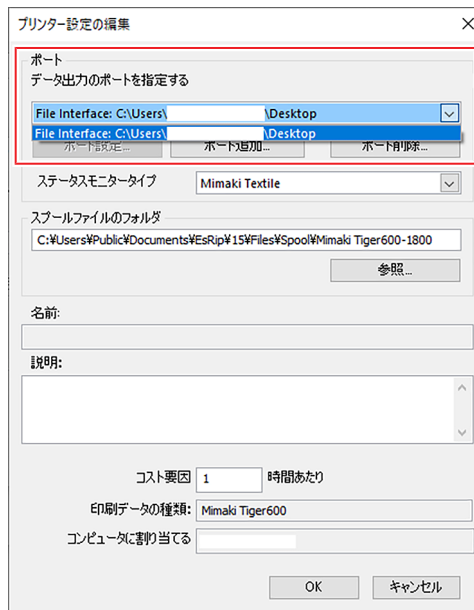 プリンター設定の編集
ポート
データ出力のポートを指定する
File Interface: C:\Users\ \Desktop
File Interface: C:\Users\ \Desktop
ポート設定... ポート追加... ポート削除...
ステータスモニタータイプ Mimaki Textile
スプールファイルのフォルダ
C:¥Users¥Public¥Documents¥EsRip¥15¥Files¥Spool¥Mimaki Tiger600-1800
参照...
名前:
説明:
コスト要因 1 時間あたり
印刷データの種類: Mimaki Tiger600
コンピュータに割り当てる
OK キャンセル